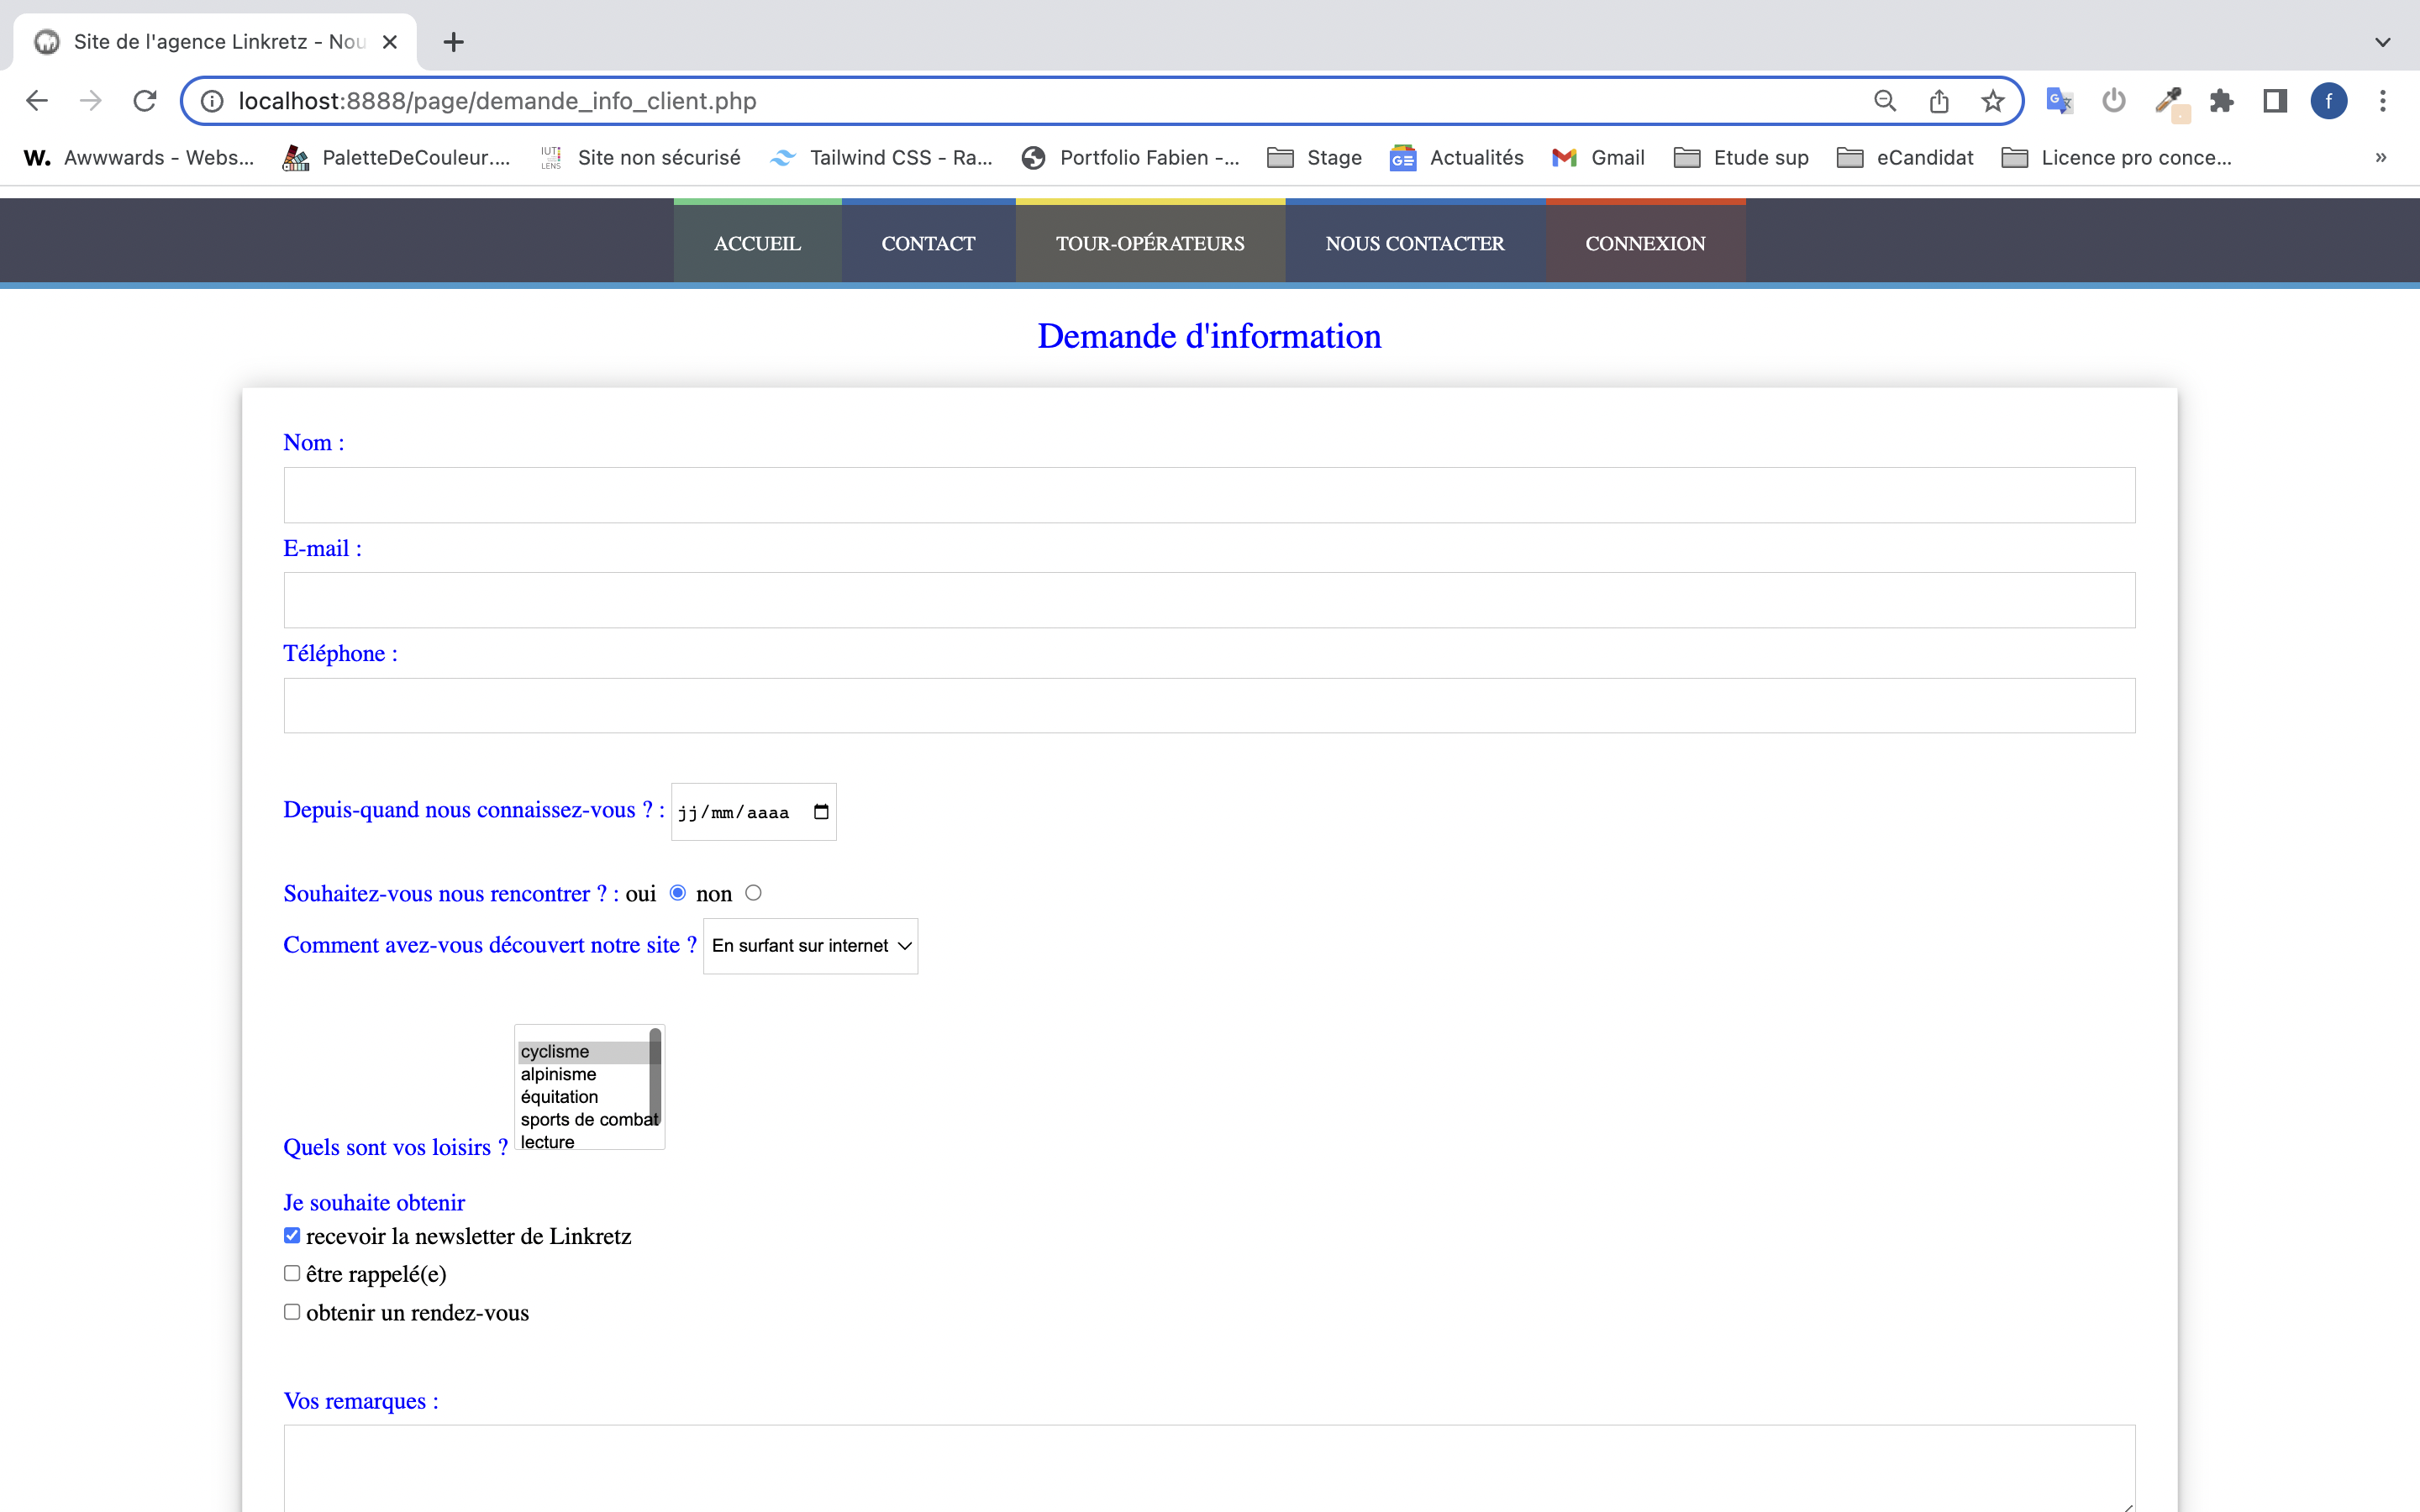 Site de l'agence Linkretz - Nou
localhost:8888/page/demande_info_client.php
W. Awwwards - Webs... PaletteDeCouleur.... IUT LENS Site non sécurisé Tailwind CSS - Ra... Portfolio Fabien -... Stage GE Actualités Gmail Etude sup eCandidat Licence pro conce... »
f
ACCUEIL CONTACT TOUR-OPÉRATEURS NOUS CONTACTER CONNEXION
Demande d'information
Nom :
E-mail :
Téléphone :
Depuis-quand nous connaissez-vous ? : jj/mm/aaaa
Souhaitez-vous nous rencontrer ? : oui non
Comment avez-vous découvert notre site ? En surfant sur internet
cyclisme
alpinisme
équitation
sports de combat
lecture
Quels sont vos loisirs ?
Je souhaite obtenir
recevoir la newsletter de Linkretz
être rappelé(e)
obtenir un rendez-vous
Vos remarques :